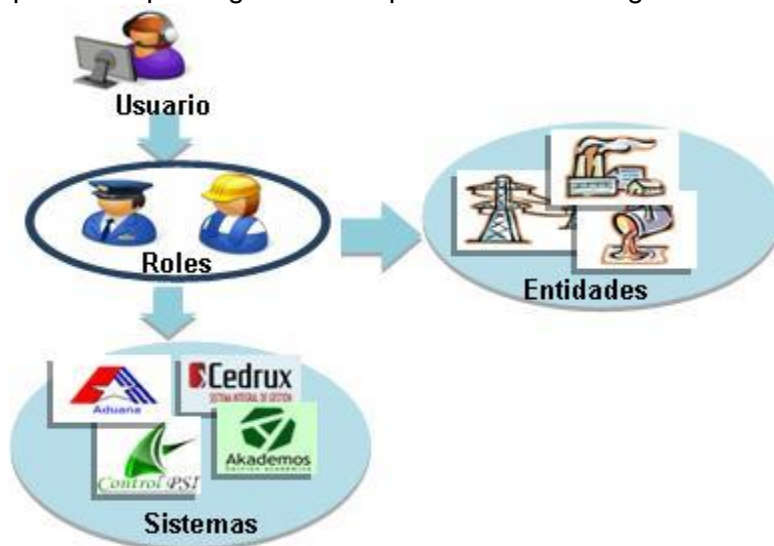 Usuario
Roles
Entidades
Aduana
Cedrux
SISTEMA INTEGRAL DE GESTION
Control PSI
Akademos
Sistemas